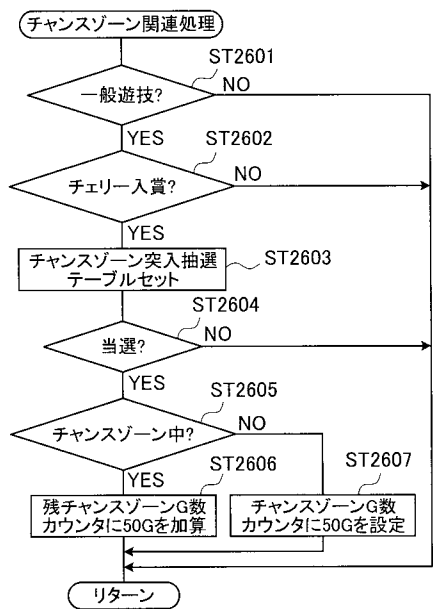 チャンスゾーン関連処理
ST2601
一般遊技?
NO
YES
ST2602
チェリー入賞?
NO
YES
チャンスゾーン突入抽選
テーブルセット
ST2603
ST2604
当選?
NO
YES
ST2605
チャンスゾーン中?
NO
YES
ST2606
ST2607
残チャンスゾーンG数
カウンタに50Gを加算
チャンスゾーンG数
カウンタに50Gを設定
リターン